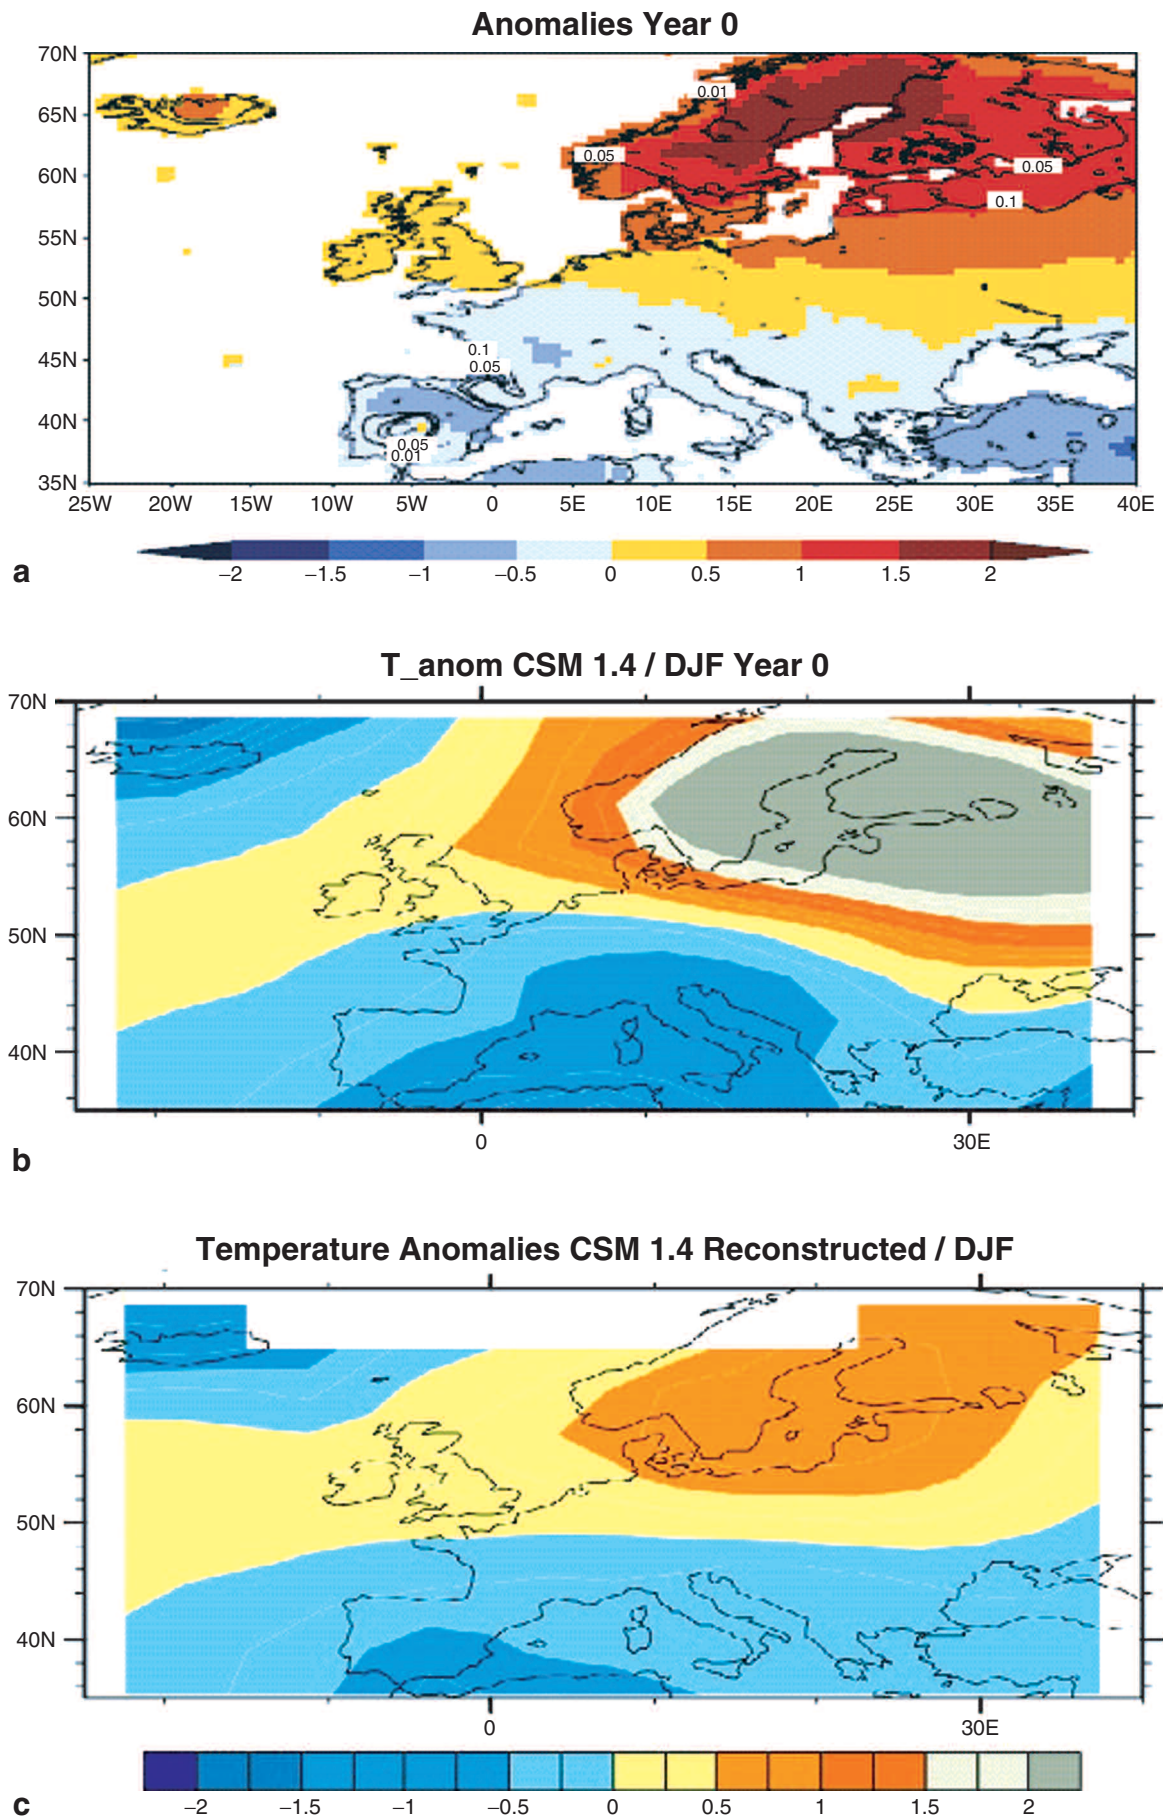 Anomalies Year 0
70N
65N
60N
55N
50N
45N
40N
35N
0.01
0.05
0.05
0.1
0.1
0.05
0.05
0.01
25W 20W 15W 10W 5W 0 5E 10E 15E 20E 25E 30E 35E 40E
−2 −1.5 −1 −0.5 0 0.5 1 1.5 2
a
T_anom CSM 1.4 / DJF Year 0
70N
60N
50N
40N
0 30E
b
Temperature Anomalies CSM 1.4 Reconstructed / DJF
70N
60N
50N
40N
0 30E
−2 −1.5 −1 −0.5 0 0.5 1 1.5 2
c